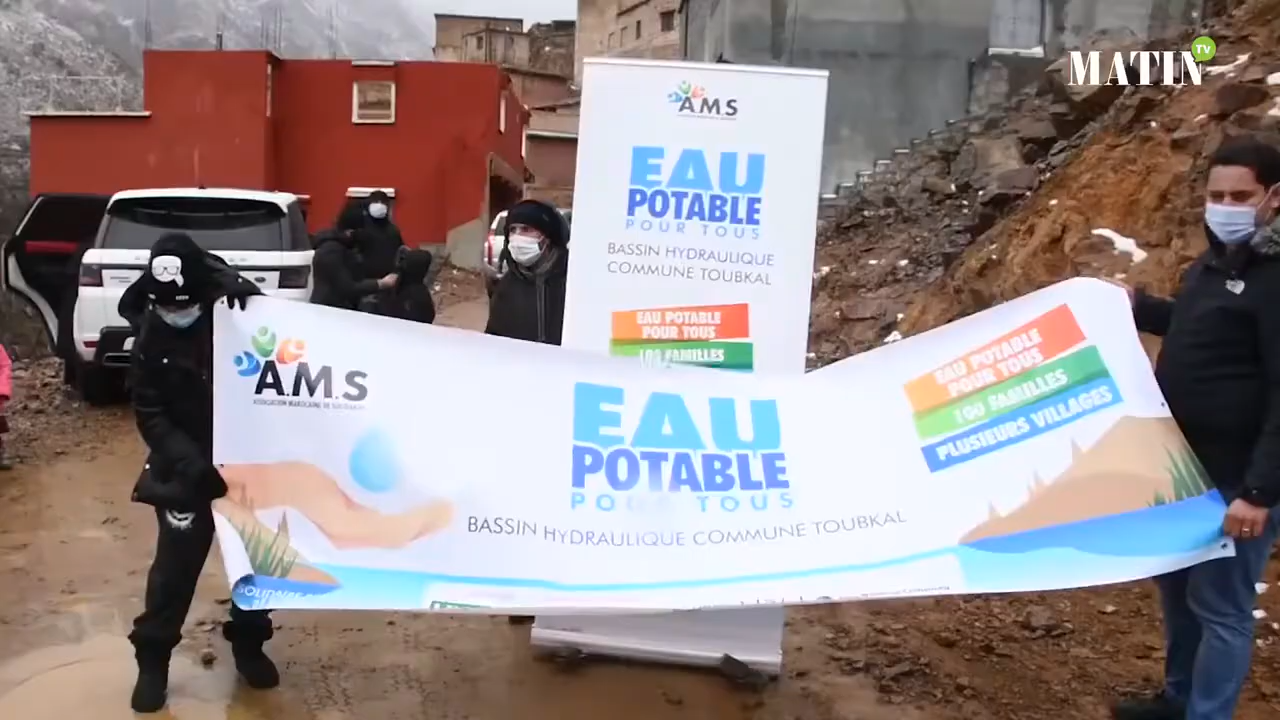 MATIN TV
A.M.S
EAU
POTABLE
POUR TOUS
BASSIN HYDRAULIQUE
COMMUNE TOUBKAL
EAU POTABLE
POUR TOUS
100 FAMILLES
A.M.S
ASSOCIATION MAROCAINE DE SOLIDARITÉ
EAU
POTABLE
POUR TOUS
BASSIN HYDRAULIQUE COMMUNE TOUBKAL
EAU POTABLE
POUR TOUS
100 FAMILLES
PLUSIEURS VILLAGES